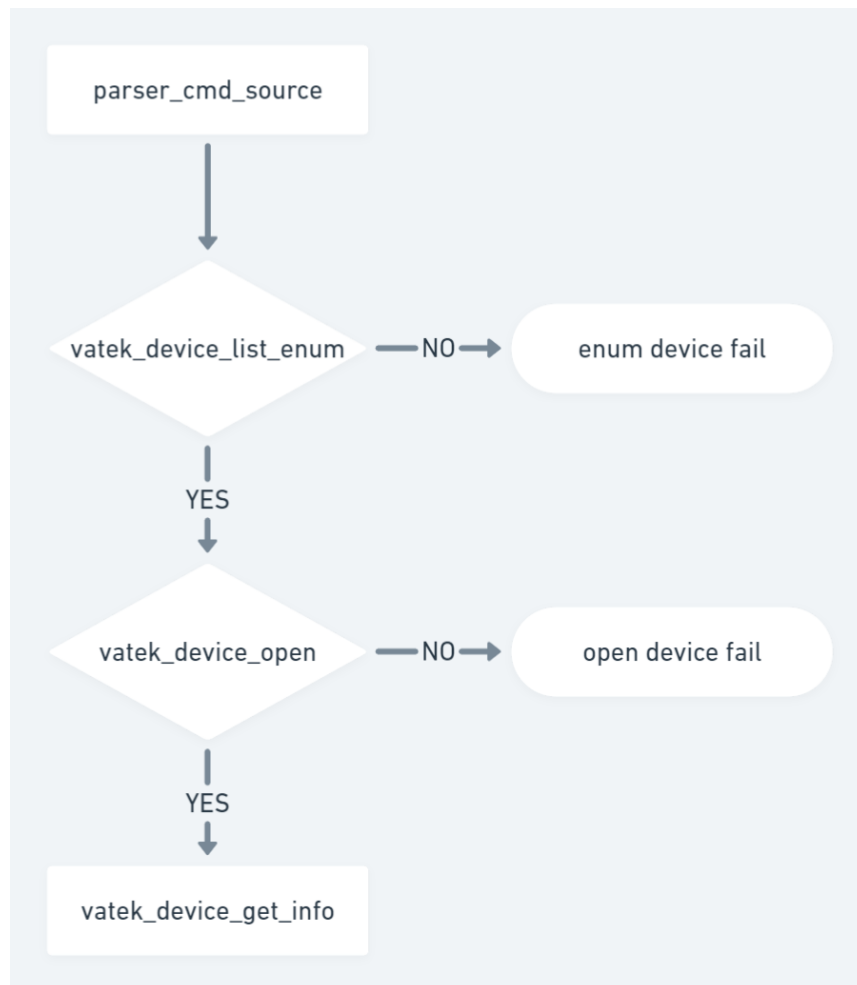 parser_cmd_source
vatek_device_list_enum
NO
enum device fail
YES
vatek_device_open
NO
open device fail
YES
vatek_device_get_info